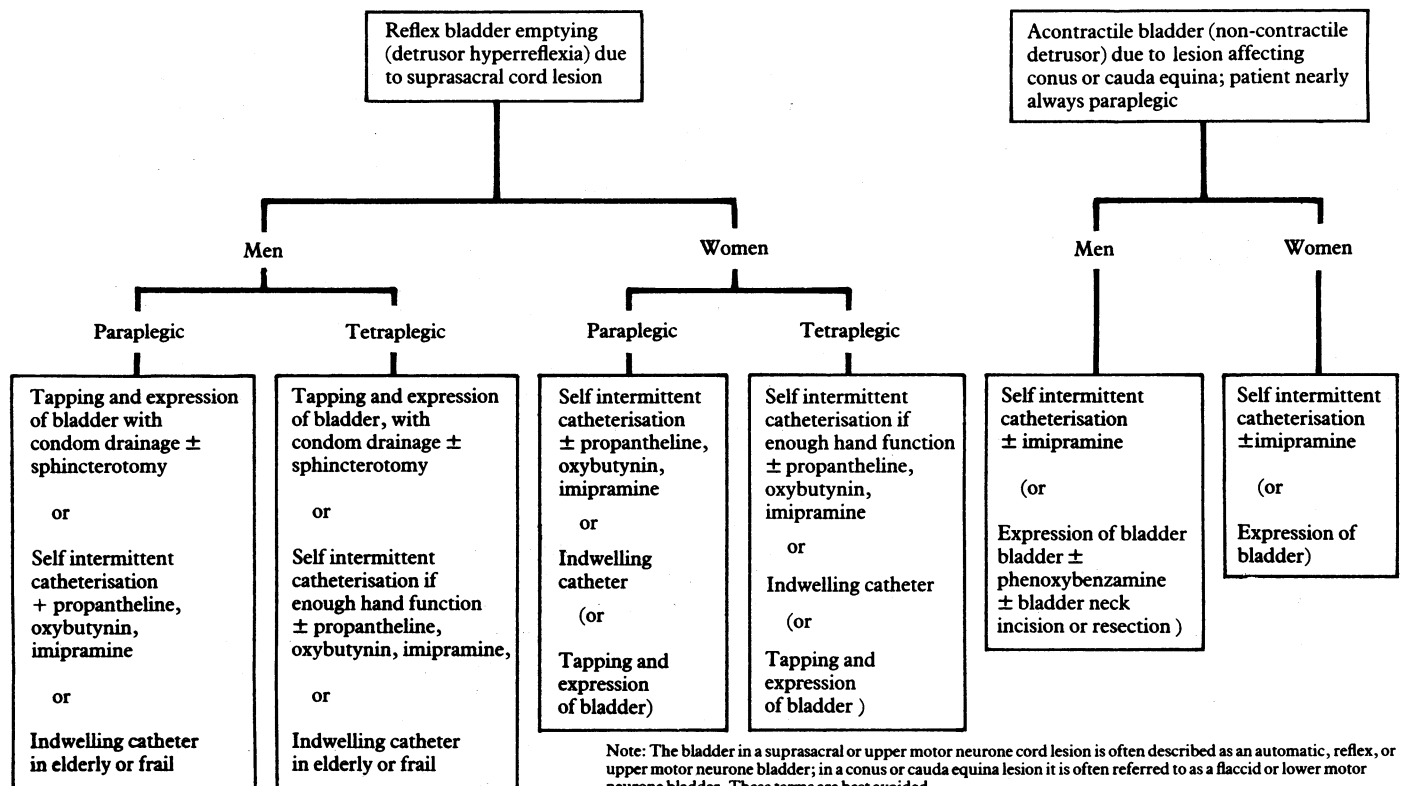 Reflex bladder emptying
(detrusor hyperreflexia) due
to suprasacral cord lesion
Acontractile bladder (non-contractile
detrusor) due to lesion affecting
conus or cauda equina; patient nearly
always paraplegic
Men
Women
Men
Women
Paraplegic
Tetraplegic
Paraplegic
Tetraplegic
Tapping and expression
of bladder with
condom drainage ±
sphincterotomy
or
Self intermittent
catheterisation
+ propantheline,
oxybutynin,
imipramine
or
Indwelling catheter
in elderly or frail
Tapping and expression
of bladder, with
condom drainage ±
sphincterotomy
or
Self intermittent
catheterisation if
enough hand function
± propantheline,
oxybutynin, imipramine,
or
Indwelling catheter
in elderly or frail
Self intermittent
catheterisation
± propantheline,
oxybutynin,
imipramine
or
Indwelling
catheter
(or
Tapping and
expression
of bladder)
Self intermittent
catheterisation if
enough hand function
± propantheline,
oxybutynin,
imipramine
or
Indwelling catheter
(or
Tapping and
expression
of bladder )
Self intermittent
catheterisation
± imipramine
(or
Expression of bladder
bladder ±
phenoxybenzamine
± bladder neck
incision or resection )
Self intermittent
catheterisation
±imipramine
(or
Expression of
bladder)
Note: The bladder in a suprasacral or upper motor neurone cord lesion is often described as an automatic, reflex, or
upper motor neurone bladder; in a conus or cauda equina lesion it is often referred to as a flaccid or lower motor
neurone bladder. These terms are best avoided